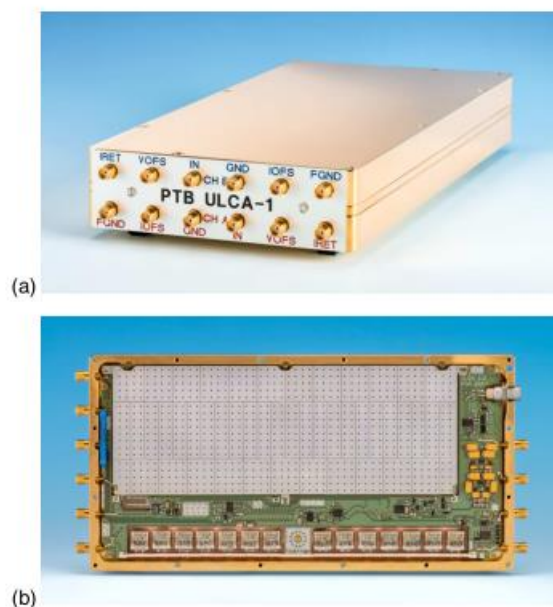 IRET VOFS IN GND IOFS FGND
CH B
PTB ULCA-1
CH A
FGND IOFS GND IN VOFS IRET
(a)
(b)